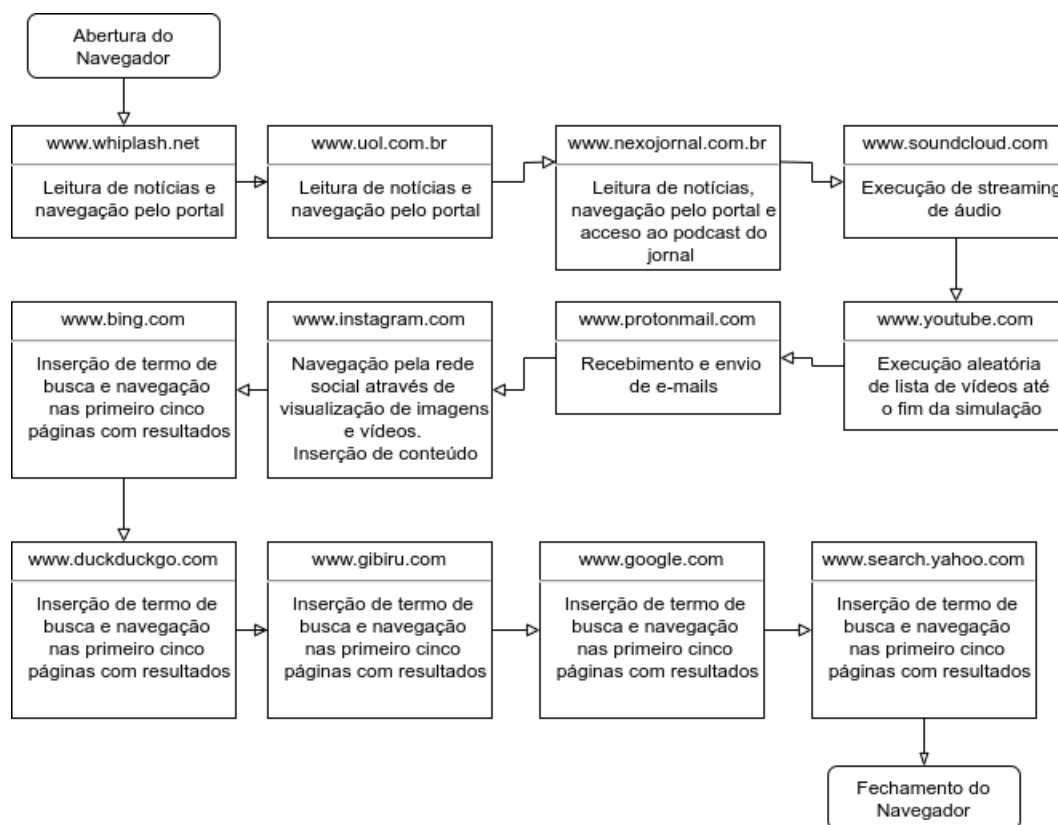 Abertura do
Navegador
www.whiplash.net
Leitura de notícias e
navegação pelo portal
www.uol.com.br
Leitura de notícias e
navegação pelo portal
www.nexojornal.com.br
Leitura de notícias,
navegação pelo portal e
acceso ao podcast do
jornal
www.soundcloud.com
Execução de streaming
de áudio
www.youtube.com
Execução aleatória
de lista de vídeos até
o fim da simulação
www.protonmail.com
Recebimento e envio
de e-mails
www.instagram.com
Navegação pela rede
social através de
visualização de imagens
e vídeos.
Inserção de conteúdo
www.bing.com
Inserção de termo de
busca e navegação
nas primeiro cinco
páginas com resultados
www.duckduckgo.com
Inserção de termo de
busca e navegação
nas primeiro cinco
páginas com resultados
www.gibiru.com
Inserção de termo de
busca e navegação
nas primeiro cinco
páginas com resultados
www.google.com
Inserção de termo de
busca e navegação
nas primeiro cinco
páginas com resultados
www.search.yahoo.com
Inserção de termo de
busca e navegação
nas primeiro cinco
páginas com resultados
Fechamento do
Navegador